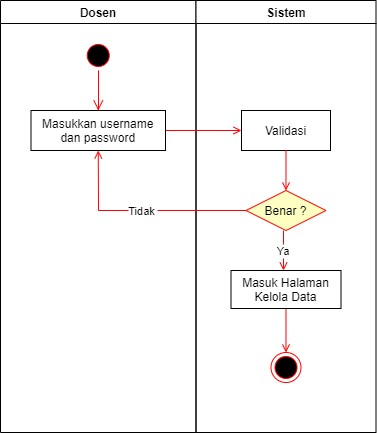 Dosen
Sistem
Masukkan username
dan password
Validasi
Benar ?
Tidak
Ya
Masuk Halaman
Kelola Data